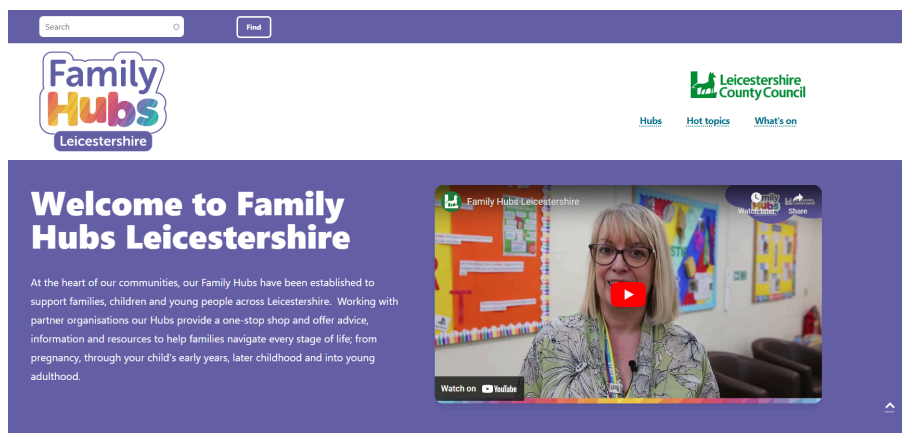 Search
Find
Family
Hubs
Leicestershire
Leicestershire
County Council
Hubs
Hot topics
What's on
Welcome to Family
Hubs Leicestershire
At the heart of our communities, our Family Hubs have been established to
support families, children and young people across Leicestershire. Working with
partner organisations our Hubs provide a one-stop shop and offer advice,
information and resources to help families navigate every stage of life; from
pregnancy, through your child's early years, later childhood and into young
adulthood.
Family Hubs Leicestershire
Family
Hubs
Watch later
Share
Watch on YouTube